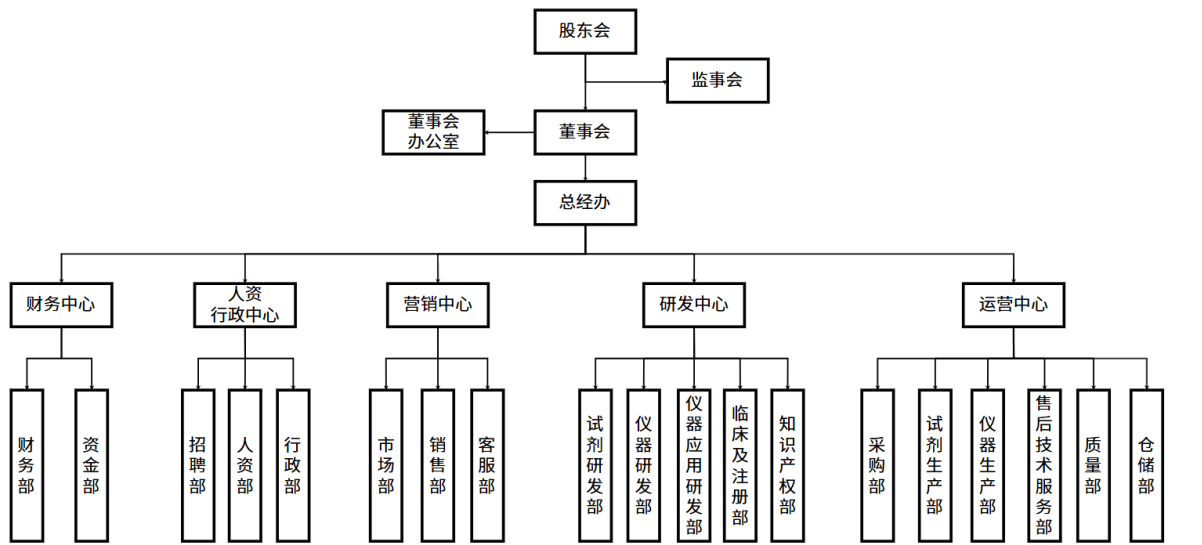 股东会
监事会
董事会
办公室
董事会
总经办
财务中心
人资
行政中心
营销中心
研发中心
运营中心
财务部
资金部
招聘部
人资部
行政部
市场部
销售部
客服部
试剂研发部
仪器研发部
仪器应用研发部
临床及注册部
知识产权部
采购部
试剂生产部
仪器生产部
售后技术服务部
质量部
仓储部